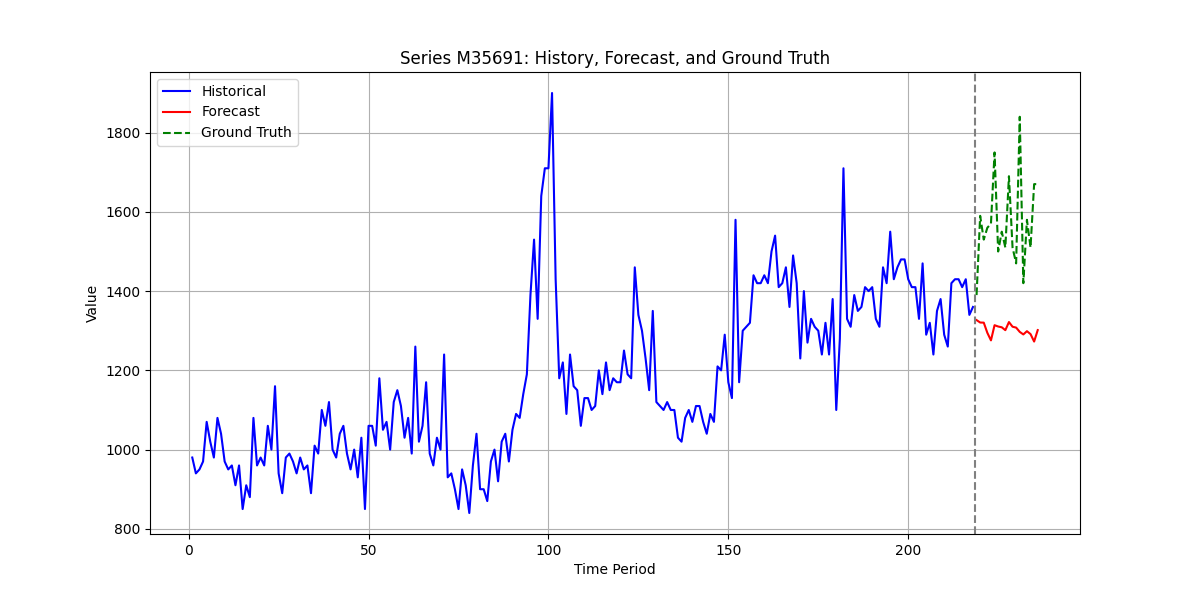 Series M35691: History, Forecast, and Ground Truth
Historical
Forecast
Ground Truth
1800
1600
1400
1200
1000
800
Value
0 50 100 150 200
Time Period